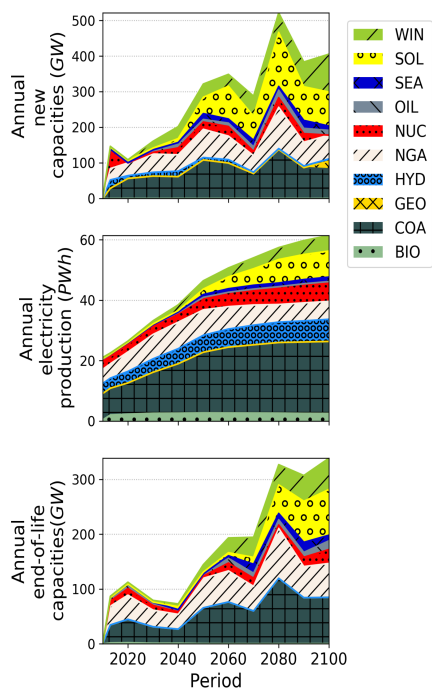 Annual
new
capacities (GW)
500
400
300
200
100
0
WIN
SOL
SEA
OIL
NUC
NGA
HYD
GEO
COA
BIO
Annual
electricity
production (PWh)
60
40
20
0
Annual
end-of-life
capacities(GW)
300
200
100
0
2020 2040 2060 2080 2100
Period